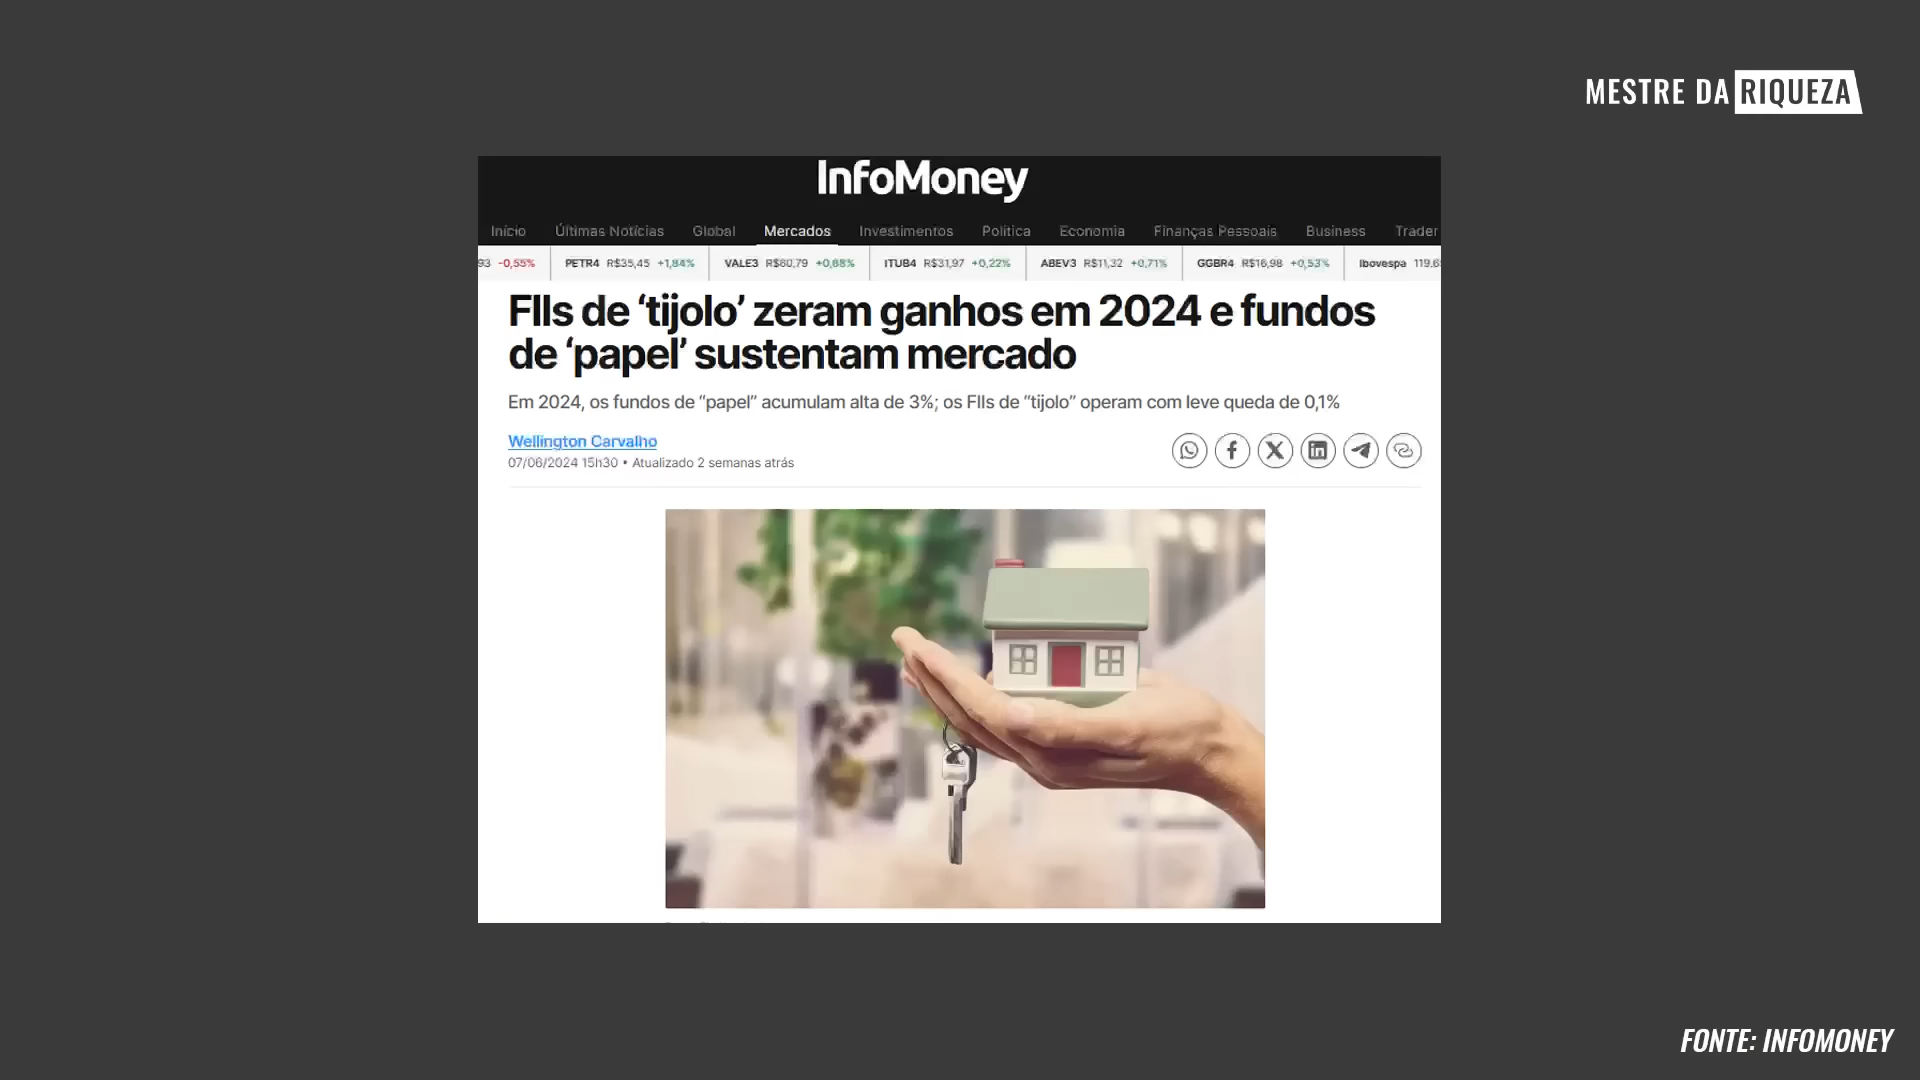 MESTRE DA RIQUEZA
InfoMoney
Início Últimas Notícias Global Mercados Investimentos Política Economia Finanças Pessoais Business Trader
93 -0,55% PETR4 R$35,45 +1,84% VALE3 R$60,79 +0,68% ITUB4 R$31,97 +0,22% ABEV3 R$11,32 +0,71% GGBR4 R$16,98 +0,53% Ibovespa
FIIs de ‘tijolo’ zeram ganhos em 2024 e fundos
de ‘papel’ sustentam mercado
Em 2024, os fundos de “papel” acumulam alta de 3%; os FIIs de “tijolo” operam com leve queda de 0,1%
Wellington Carvalho
07/06/2024 15h30 • Atualizado 2 semanas atrás
FONTE: INFOMONEY